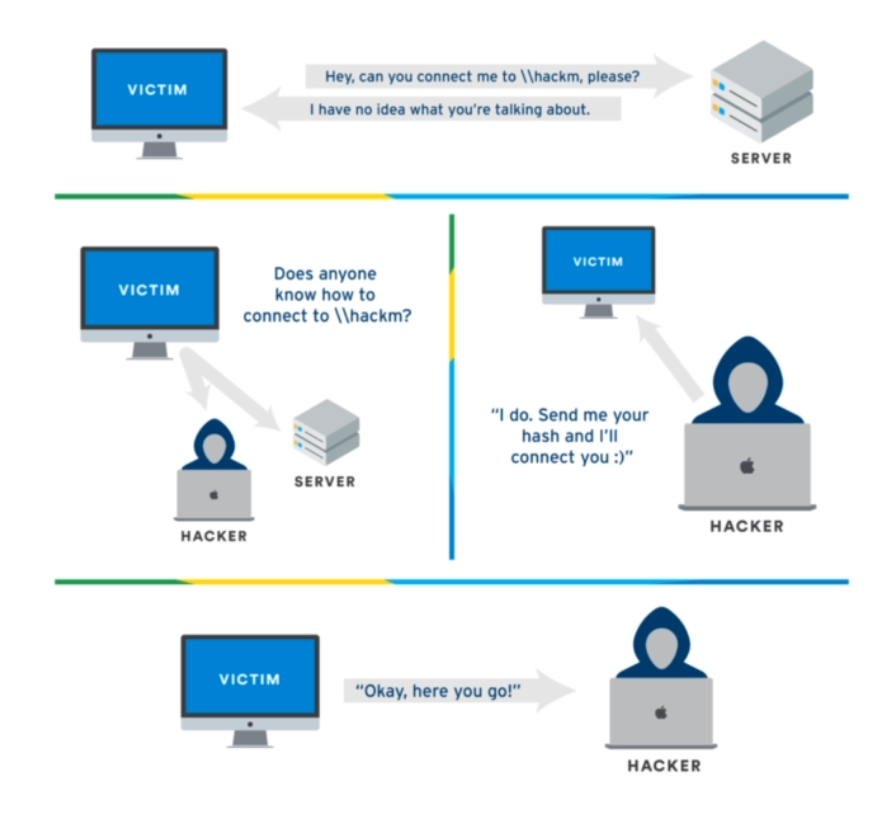 VICTIM
Hey, can you connect me to \\hackm, please?
I have no idea what you're talking about.
SERVER
VICTIM
Does anyone
know how to
connect to \\hackm?
SERVER
HACKER
VICTIM
“I do. Send me your
hash and I'll
connect you :)”
HACKER
VICTIM
“Okay, here you go!”
HACKER